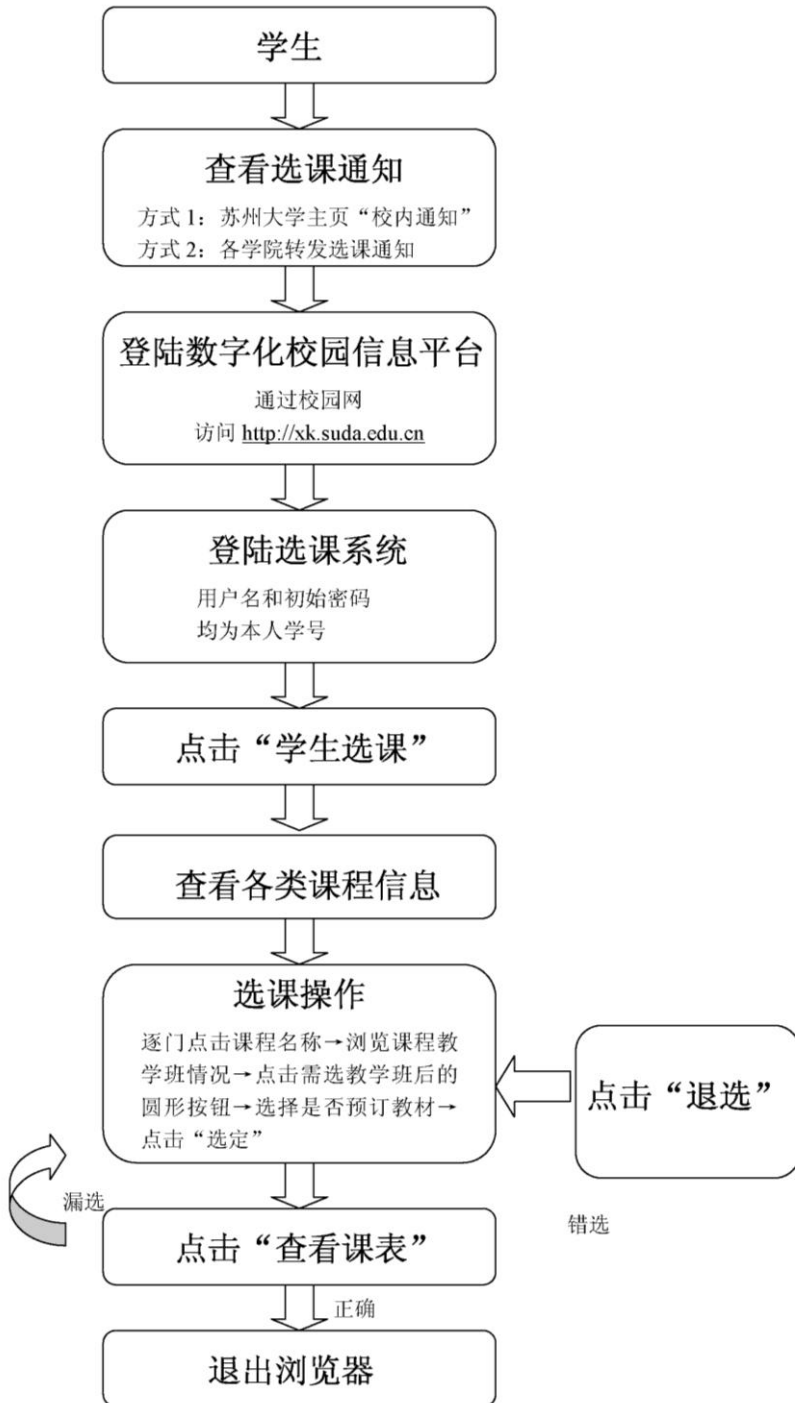 学生
查看选课通知
方式 1：苏州大学主页“校内通知”
方式 2：各学院转发选课通知
登陆数字化校园信息平台
通过校园网
访问 http://xk.suda.edu.cn
登陆选课系统
用户名和初始密码
均为本人学号
点击“学生选课”
查看各类课程信息
选课操作
逐门点击课程名称→浏览课程教
学班情况→点击需选教学班后的
圆形按钮→选择是否预订教材→
点击“选定”
点击“退选”
漏选
错选
点击“查看课表”
正确
退出浏览器